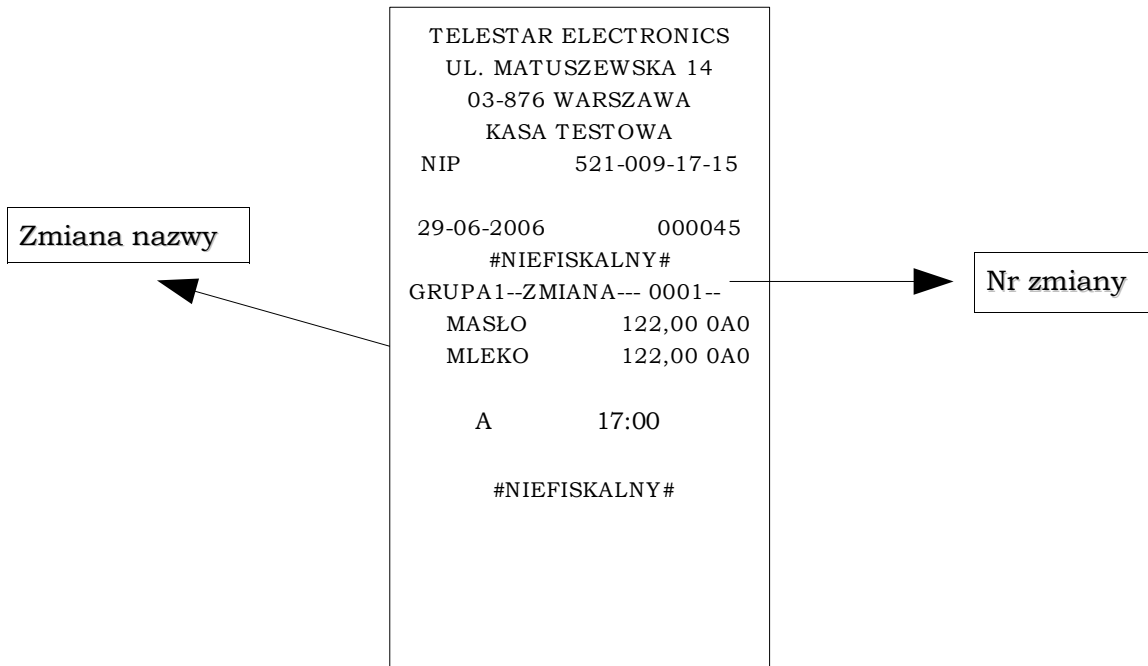 TELESTAR ELECTRONICS
UL. MATUSZEWSKA 14
03-876 WARSZAWA
KASA TESTOWA
NIP 521-009-17-15
29-06-2006 000045
#NIEFISKALNY#
GRUPA1--ZMIANA--- 0001--
MASŁO 122,00 0A0
MLEKO 122,00 0A0
A 17:00
#NIEFISKALNY#
Zmiana nazwy
Nr zmiany